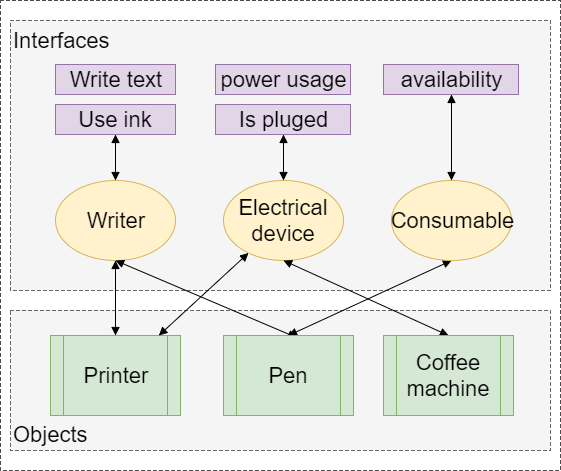 Interfaces
Write text
power usage
availability
Use ink
Is pluged
Writer
Electrical
device
Consumable
Printer
Pen
Coffee
machine
Objects